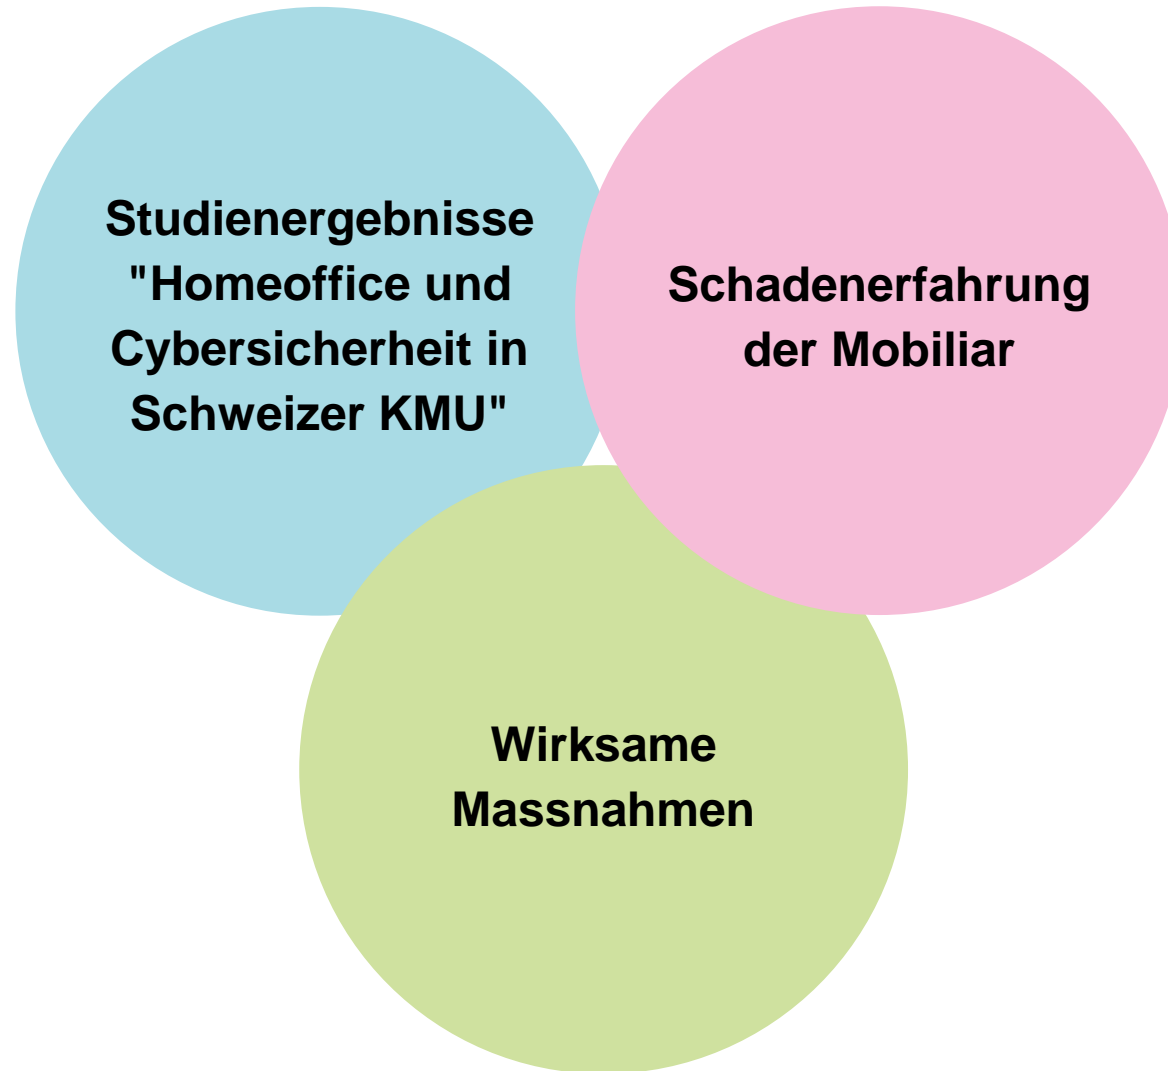 Studienergebnisse
"Homeoffice und
Cybersicherheit in
Schweizer KMU"
Schadenerfahrung
der Mobiliar
Wirksame
Massnahmen